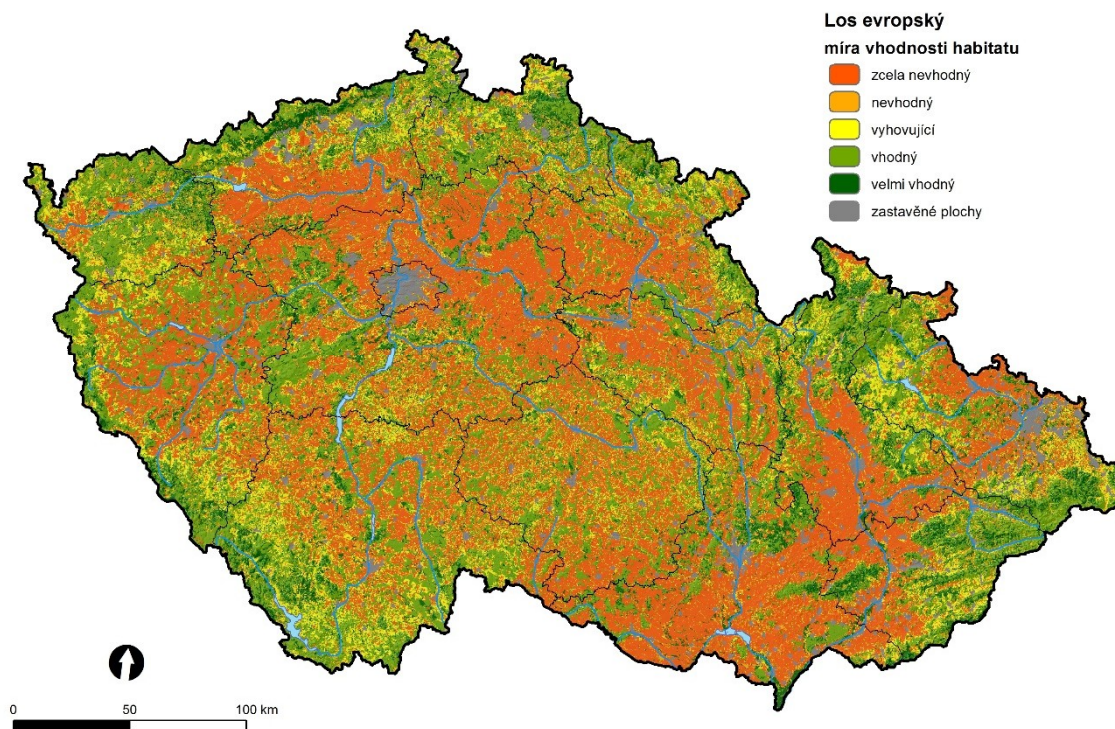 Los evropský
míra vhodnosti habitatu
zcela nevhodný
nevhodný
vyhovující
vhodný
velmi vhodný
zastavěné plochy
0 50 100 km